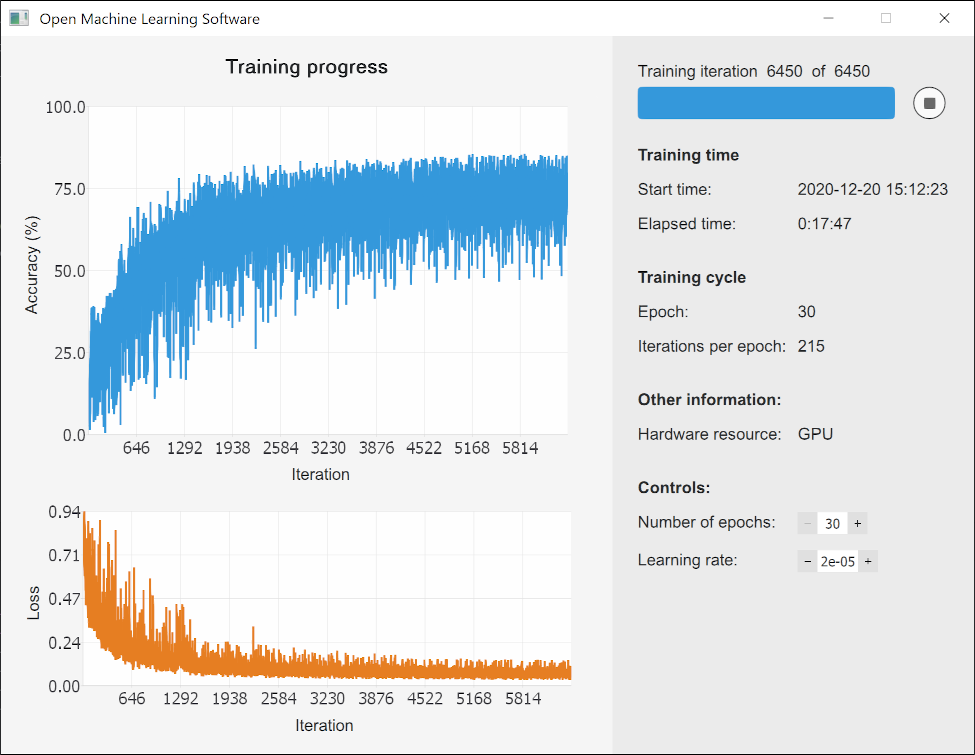 Open Machine Learning Software
Training progress
100.0
75.0
50.0
25.0
0.0
Accuracy (%)
646 1292 1938 2584 3230 3876 4522 5168 5814
Iteration
0.94
0.71
0.47
0.24
0.00
Loss
646 1292 1938 2584 3230 3876 4522 5168 5814
Iteration
Training iteration 6450 of 6450
Training time
Start time: 2020-12-20 15:12:23
Elapsed time: 0:17:47
Training cycle
Epoch: 30
Iterations per epoch: 215
Other information:
Hardware resource: GPU
Controls:
Number of epochs: − 30 +
Learning rate: − 2e-05 +